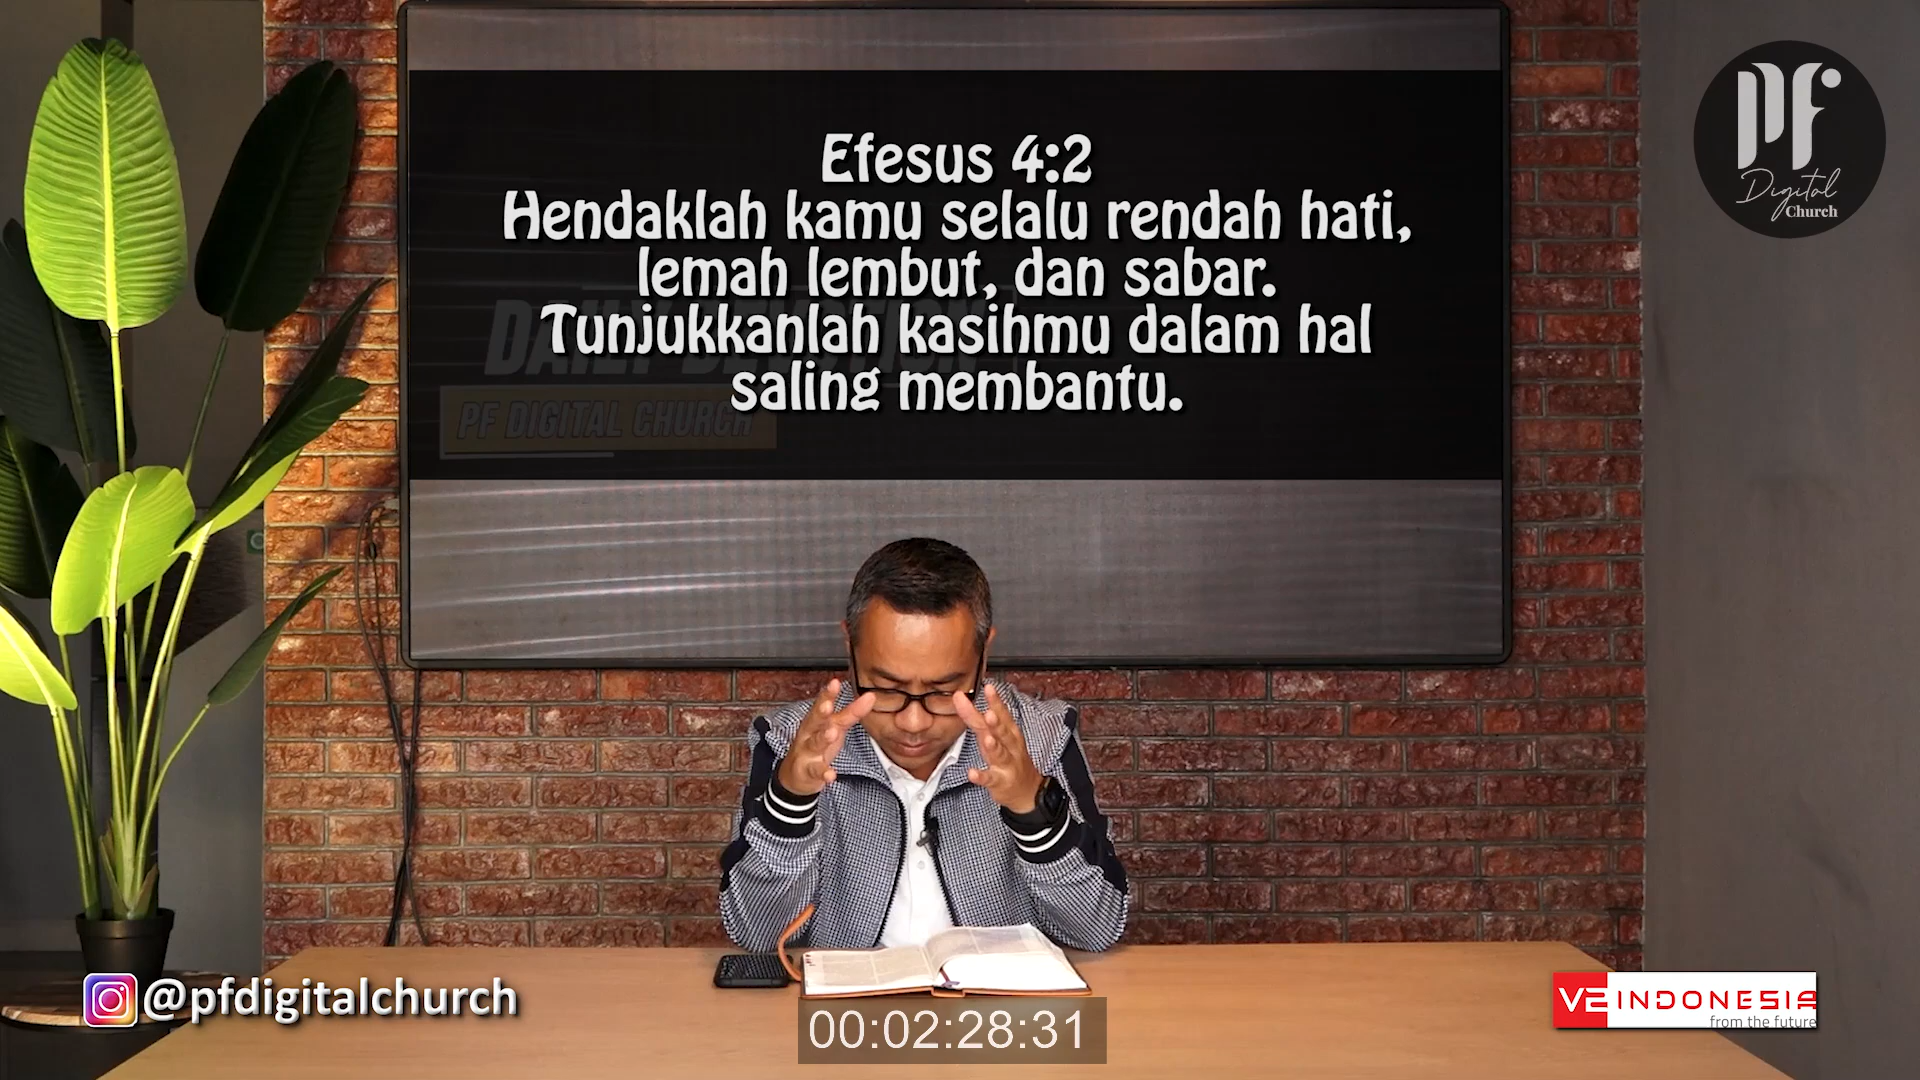 Efesus 4:2
Hendaklah kamu selalu rendah hati,
lemah lembut, dan sabar.
Tunjukkanlah kasihmu dalam hal
saling membantu.
PF DIGITAL CHURCH
PF
Digital
Church
@pfdigitalchurch
VE INDONESIA
from the future
00:02:28:31